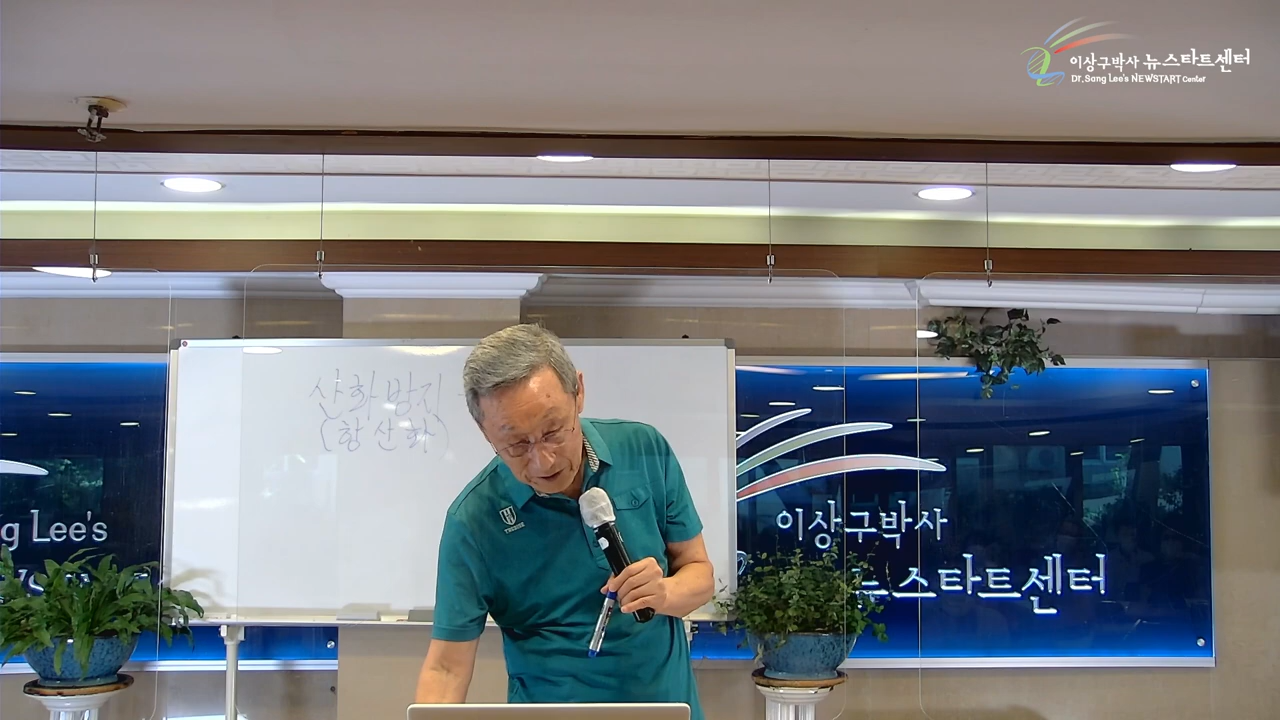 이상구박사 뉴스타트센터
Dr. Sang Lee's NEWSTART Center
산화방지
(항산화)
g Lee's
이상구박사
뉴스타트센터